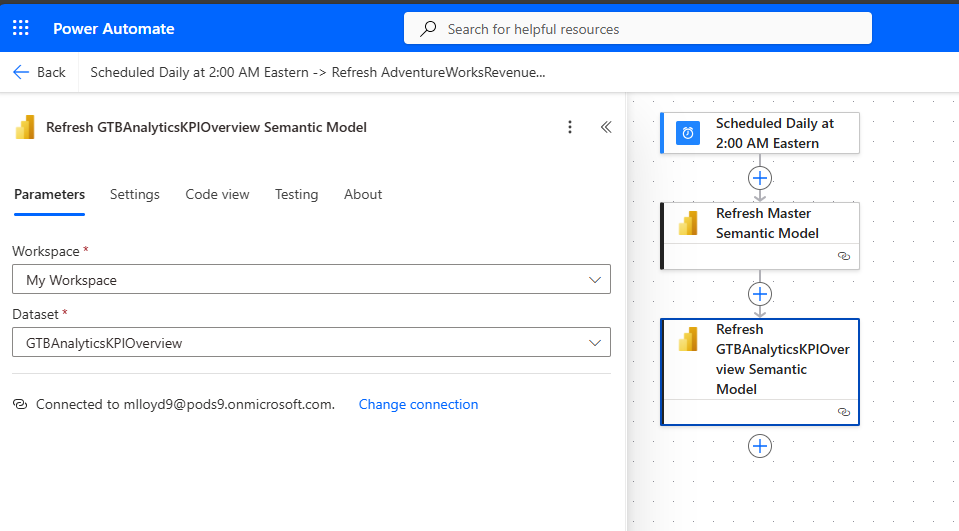 Power Automate
Search for helpful resources
Back
Scheduled Daily at 2:00 AM Eastern -> Refresh AdventureWorksRevenue...
Refresh GTBAnalyticsKPIOverview Semantic Model
Parameters
Settings
Code view
Testing
About
Workspace *
My Workspace
Dataset *
GTBAnalyticsKPIOverview
Connected to mlloyd9@pods9.onmicrosoft.com.
Change connection
Scheduled Daily at
2:00 AM Eastern
Refresh Master
Semantic Model
Refresh
GTBAnalyticsKPIOver
view Semantic
Model